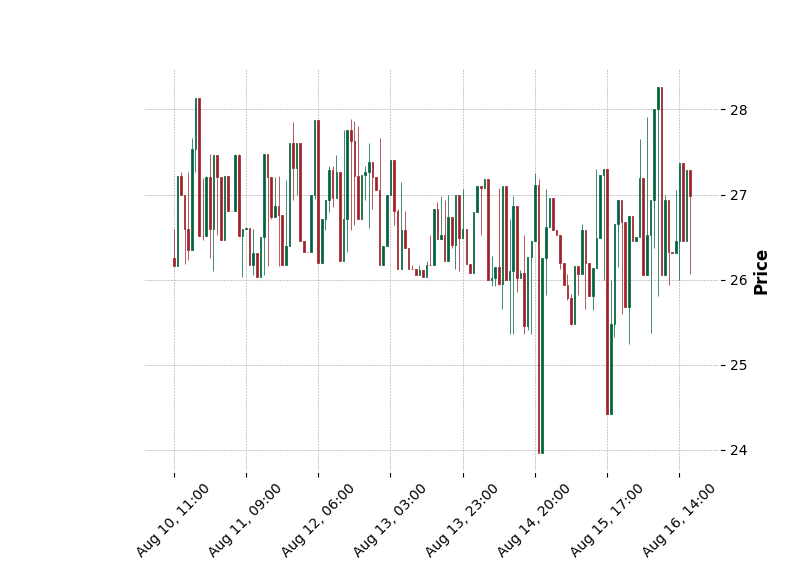 28
27
26
25
24
Price
Aug 10, 11:00
Aug 11, 09:00
Aug 12, 06:00
Aug 13, 03:00
Aug 13, 23:00
Aug 14, 20:00
Aug 15, 17:00
Aug 16, 14:00